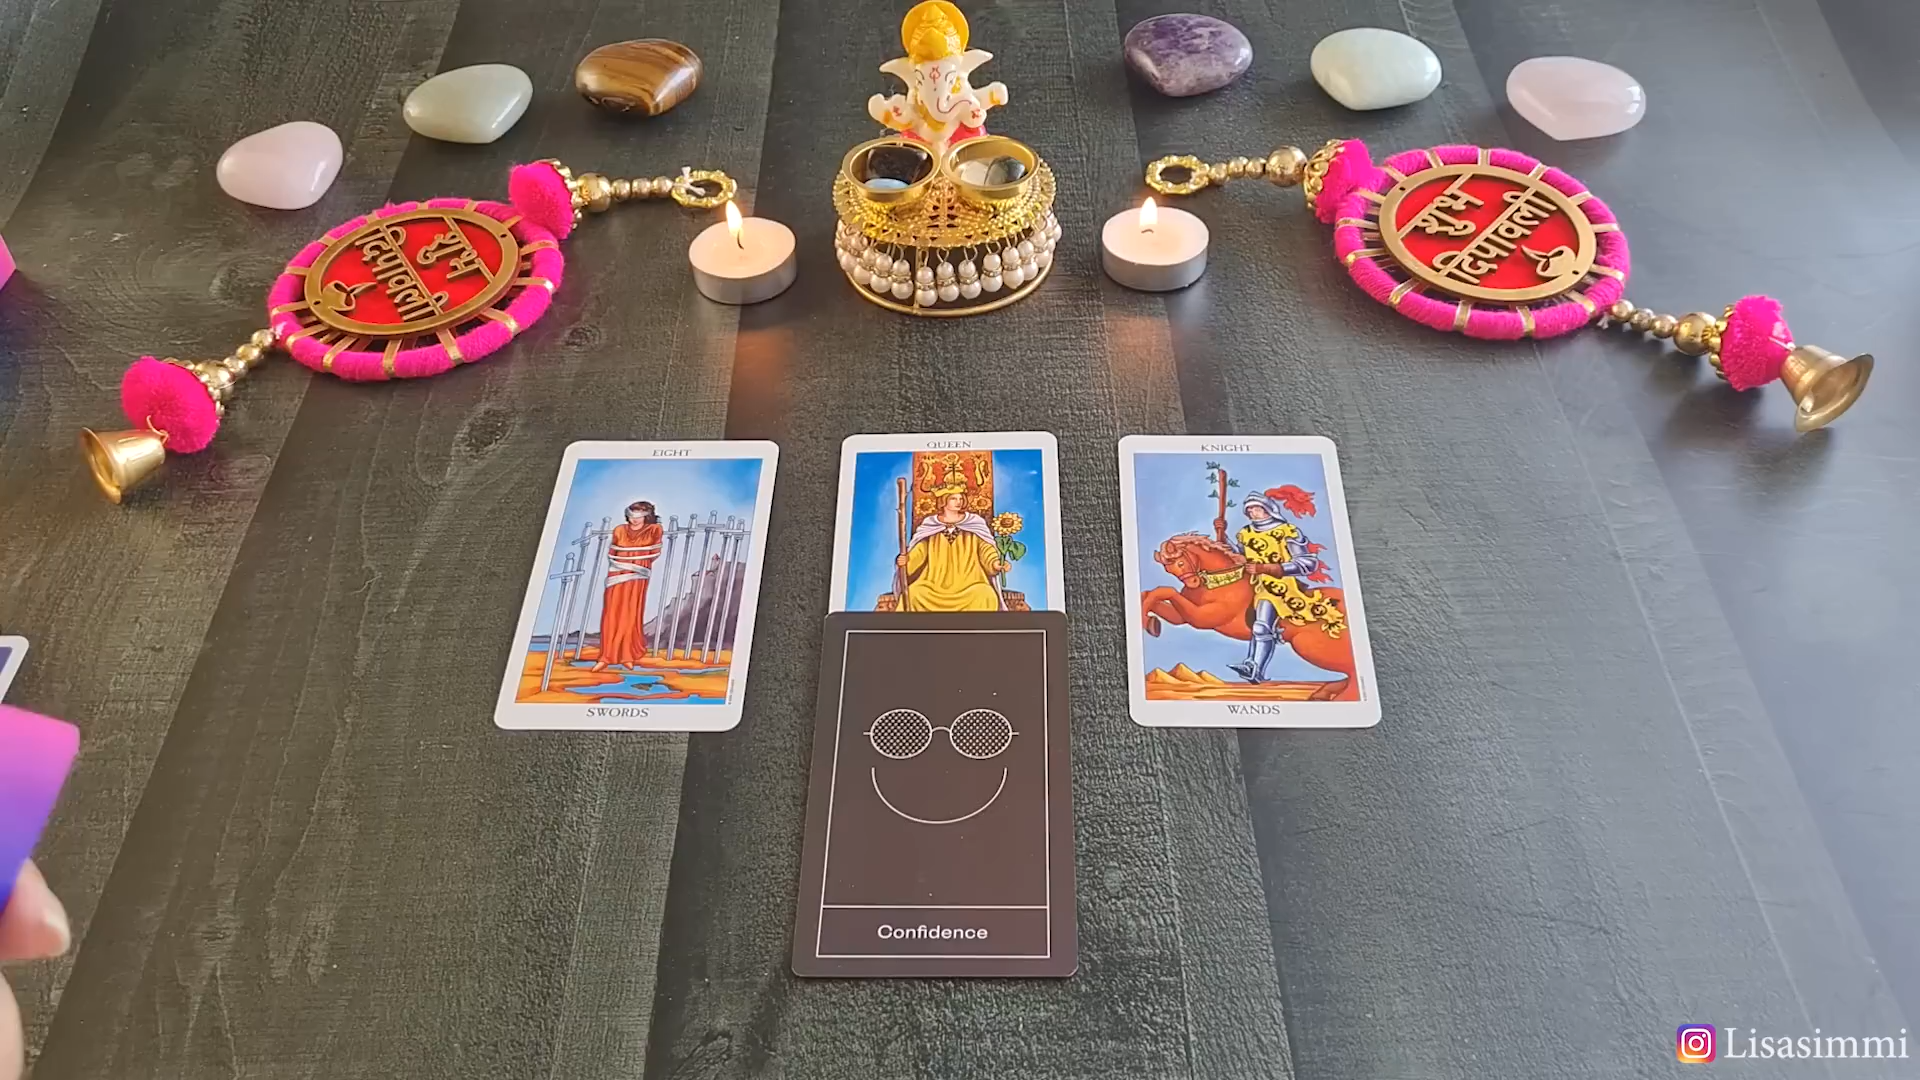 शुभ
दिपावली
शुभ
दिपावली
EIGHT
SWORDS
QUEEN
KNIGHT
WANDS
Confidence
Lisasimmi